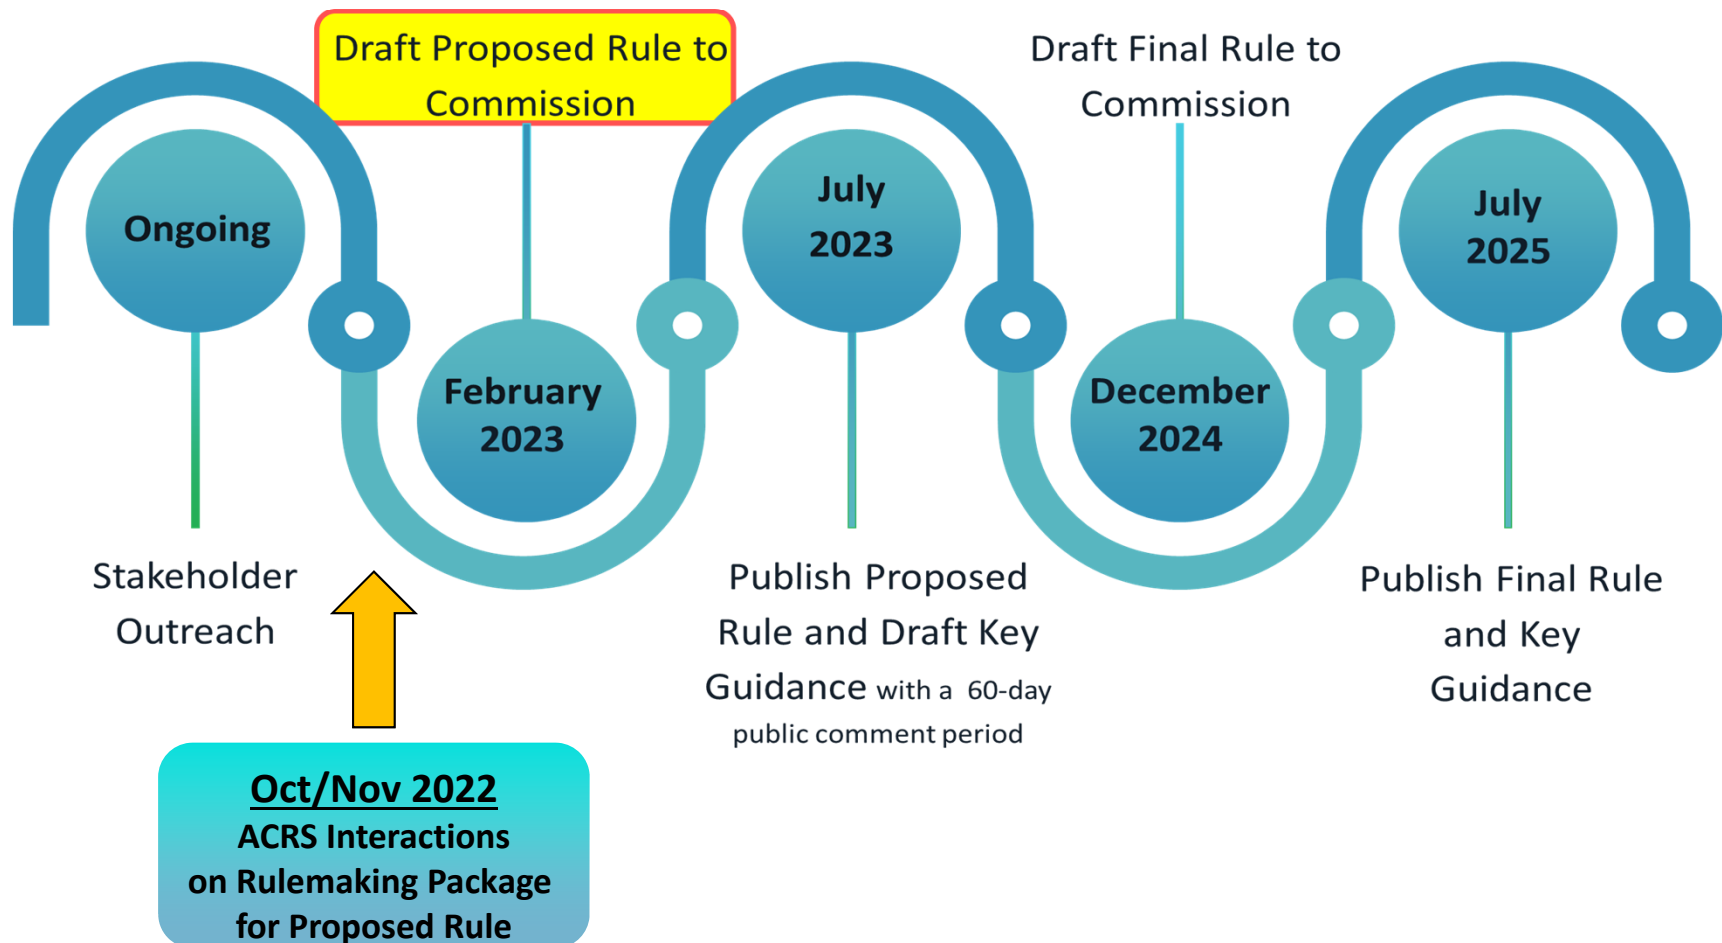 Draft Proposed Rule to
Commission
Draft Final Rule to
Commission
Ongoing
July
2023
July
2025
February
2023
December
2024
Stakeholder
Outreach
Publish Proposed
Rule and Draft Key
Guidance with a 60-day
public comment period
Publish Final Rule
and Key
Guidance
Oct/Nov 2022
ACRS Interactions
on Rulemaking Package
for Proposed Rule